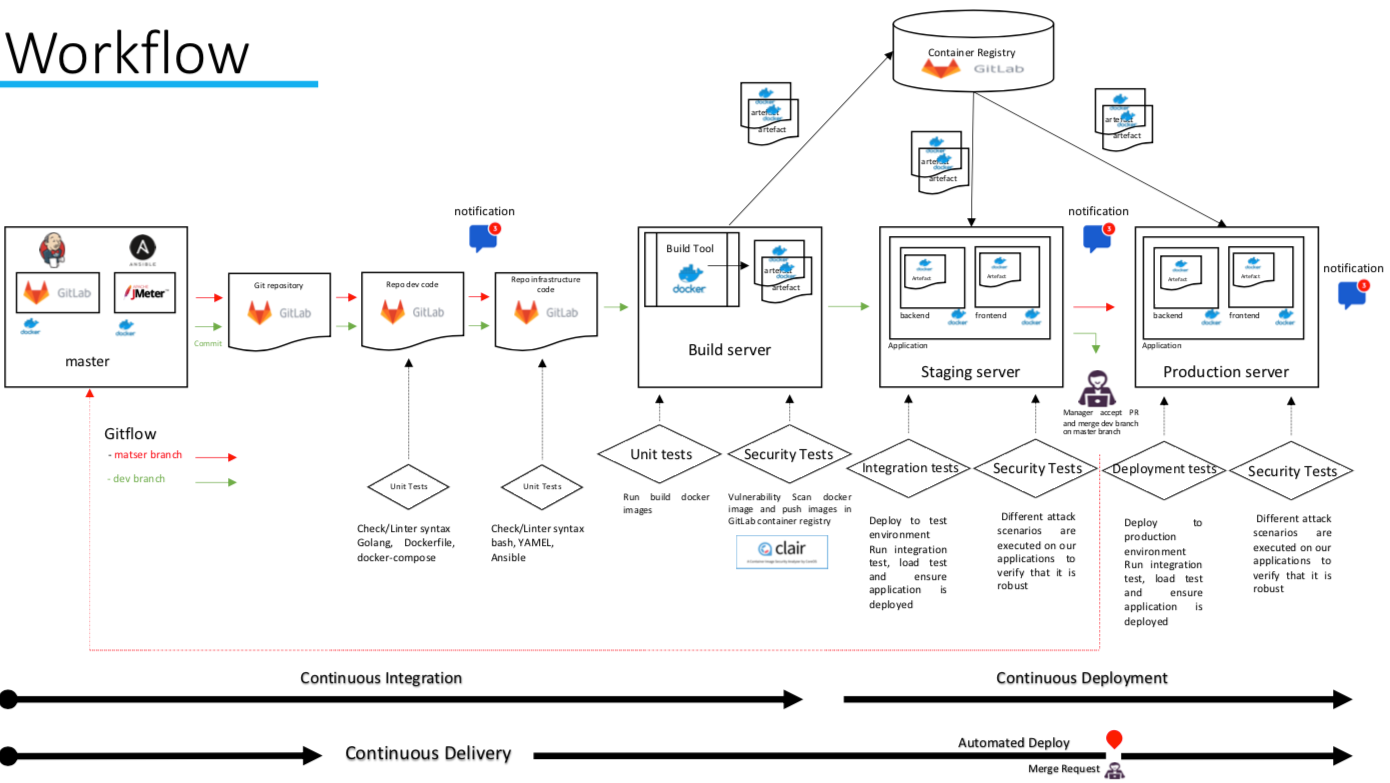 Workflow
Container Registry
GitLab
docker
artefact
docker
artefact
docker
artefact
docker
artefact
docker
artefact
docker
artefact
notification
3
notification
3
notification
3
ANSIBLE
GitLab
APACHE
JMeter™
docker
docker
master
Commit
Git repository
GitLab
Repo dev code
GitLab
Repo infrastructure
code
GitLab
Build Tool
docker
docker
artefact
docker
artefact
Build server
docker
Artefact
docker
Artefact
backend
docker
frontend
docker
Application
Staging server
docker
Artefact
docker
Artefact
backend
docker
frontend
docker
Application
Production server
Manager accept PR
and merge dev branch
on master branch
Gitflow
- matser branch
- dev branch
Unit Tests
Check/Linter syntax
Golang, Dockerfile,
docker-compose
Unit Tests
Check/Linter syntax
bash, YAMEL,
Ansible
Unit tests
Run build docker
images
Security Tests
Vulnerability Scan docker
image and push images in
GitLab container registry
clair
Integration tests
Deploy to test
environment
Run integration
test, load test
and ensure
application is
deployed
Security Tests
Different attack
scenarios are
executed on our
applications to
verify that it is
robust
Deployment tests
Deploy to
production
environment
Run integration
test, load test
and ensure
application is
deployed
Security Tests
Different attack
scenarios are
executed on our
applications to
verify that it is
robust
Continuous Integration
Continuous Deployment
Continuous Delivery
Automated Deploy
Merge Request